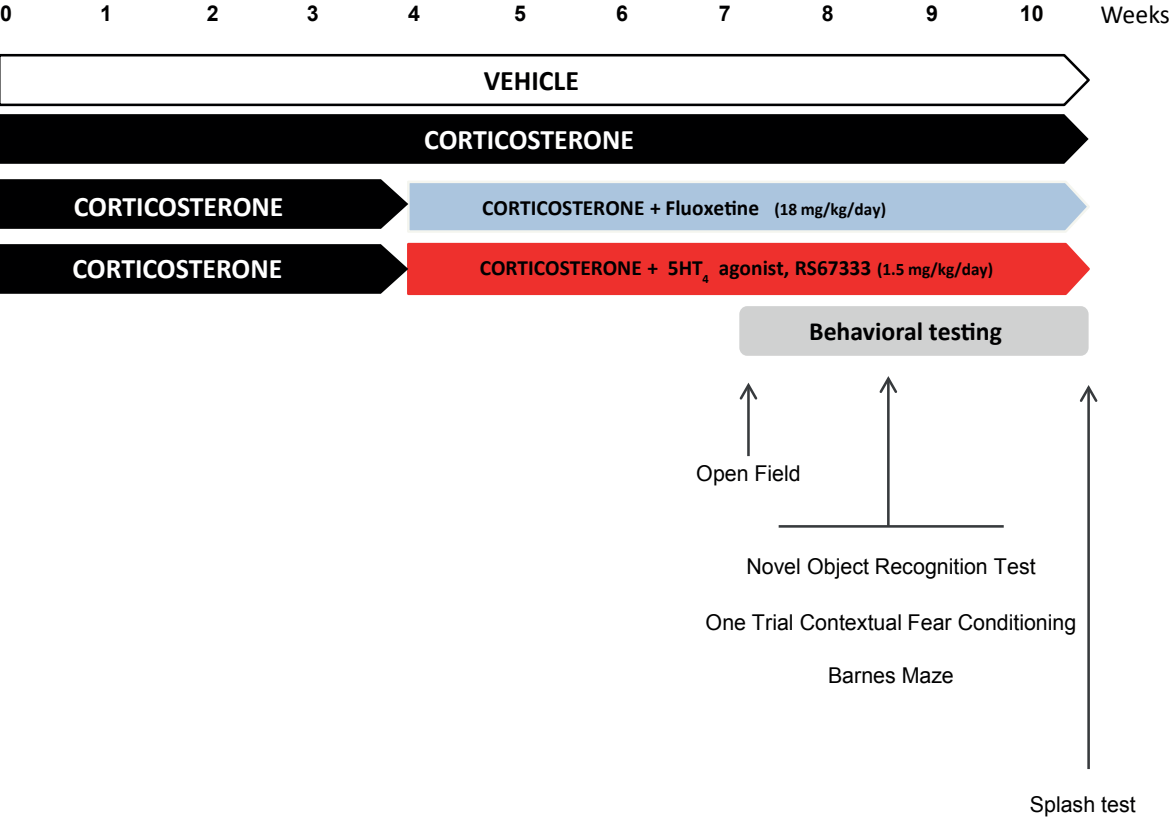 0 1 2 3 4 5 6 7 8 9 10 Weeks
VEHICLE
CORTICOSTERONE
CORTICOSTERONE CORTICOSTERONE + Fluoxetine (18 mg/kg/day)
CORTICOSTERONE CORTICOSTERONE + 5HT₄ agonist, RS67333 (1.5 mg/kg/day)
Behavioral testing
Open Field
Novel Object Recognition Test
One Trial Contextual Fear Conditioning
Barnes Maze
Splash test